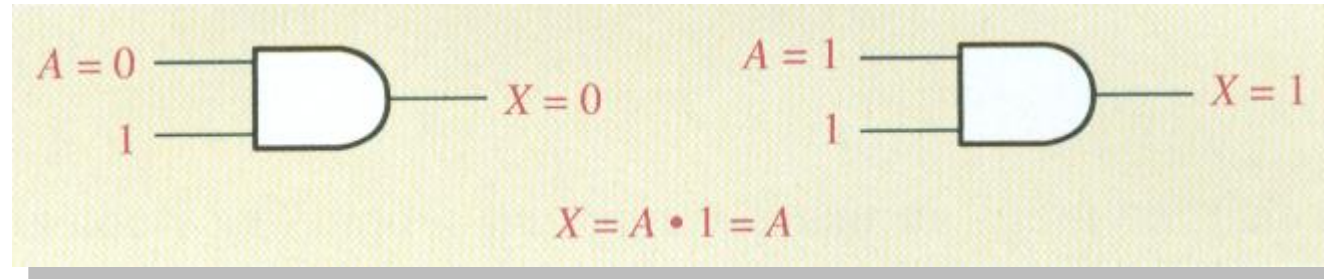 A = 0
1
X = 0
A = 1
1
X = 1
X = A • 1 = A